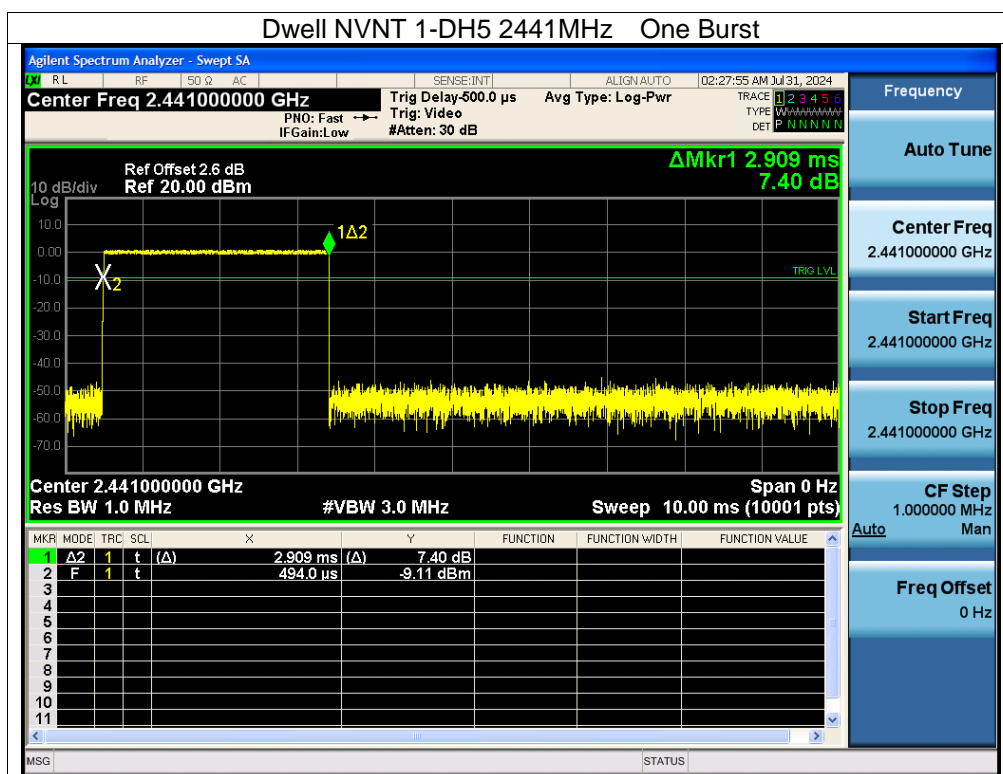 Dwell NVNT 1-DH5 2441MHz One Burst
Agilent Spectrum Analyzer - Swept SA
LXI RL RF 50 Ω AC SENSE:INT ALIGN AUTO 02:27:55 AM Jul 31, 2024
Center Freq 2.441000000 GHz
PNO: Fast
IFGain:Low
Trig Delay-500.0 µs
Trig: Video
#Atten: 30 dB
Avg Type: Log-Pwr
TRACE 1 2 3 4 5 6
TYPE WWWWWW
DET P N N N N N
Frequency
Auto Tune
Center Freq
2.441000000 GHz
Start Freq
2.441000000 GHz
Stop Freq
2.441000000 GHz
CF Step
1.000000 MHz
Auto Man
Freq Offset
0 Hz
ΔMkr1 2.909 ms
7.40 dB
Ref Offset 2.6 dB
10 dB/div Ref 20.00 dBm
Log
10.0
0.00
-10.0
-20.0
-30.0
-40.0
-50.0
-60.0
-70.0
1Δ2
X2
TRIG LVL
Center 2.441000000 GHz Span 0 Hz
Res BW 1.0 MHz #VBW 3.0 MHz Sweep 10.00 ms (10001 pts)
MKR MODE TRC SCL X Y FUNCTION FUNCTION WIDTH FUNCTION VALUE
1 Δ2 1 t (Δ) 2.909 ms (Δ) 7.40 dB
2 F 1 t 494.0 µs -9.11 dBm
3
4
5
6
7
8
9
10
11
MSG STATUS